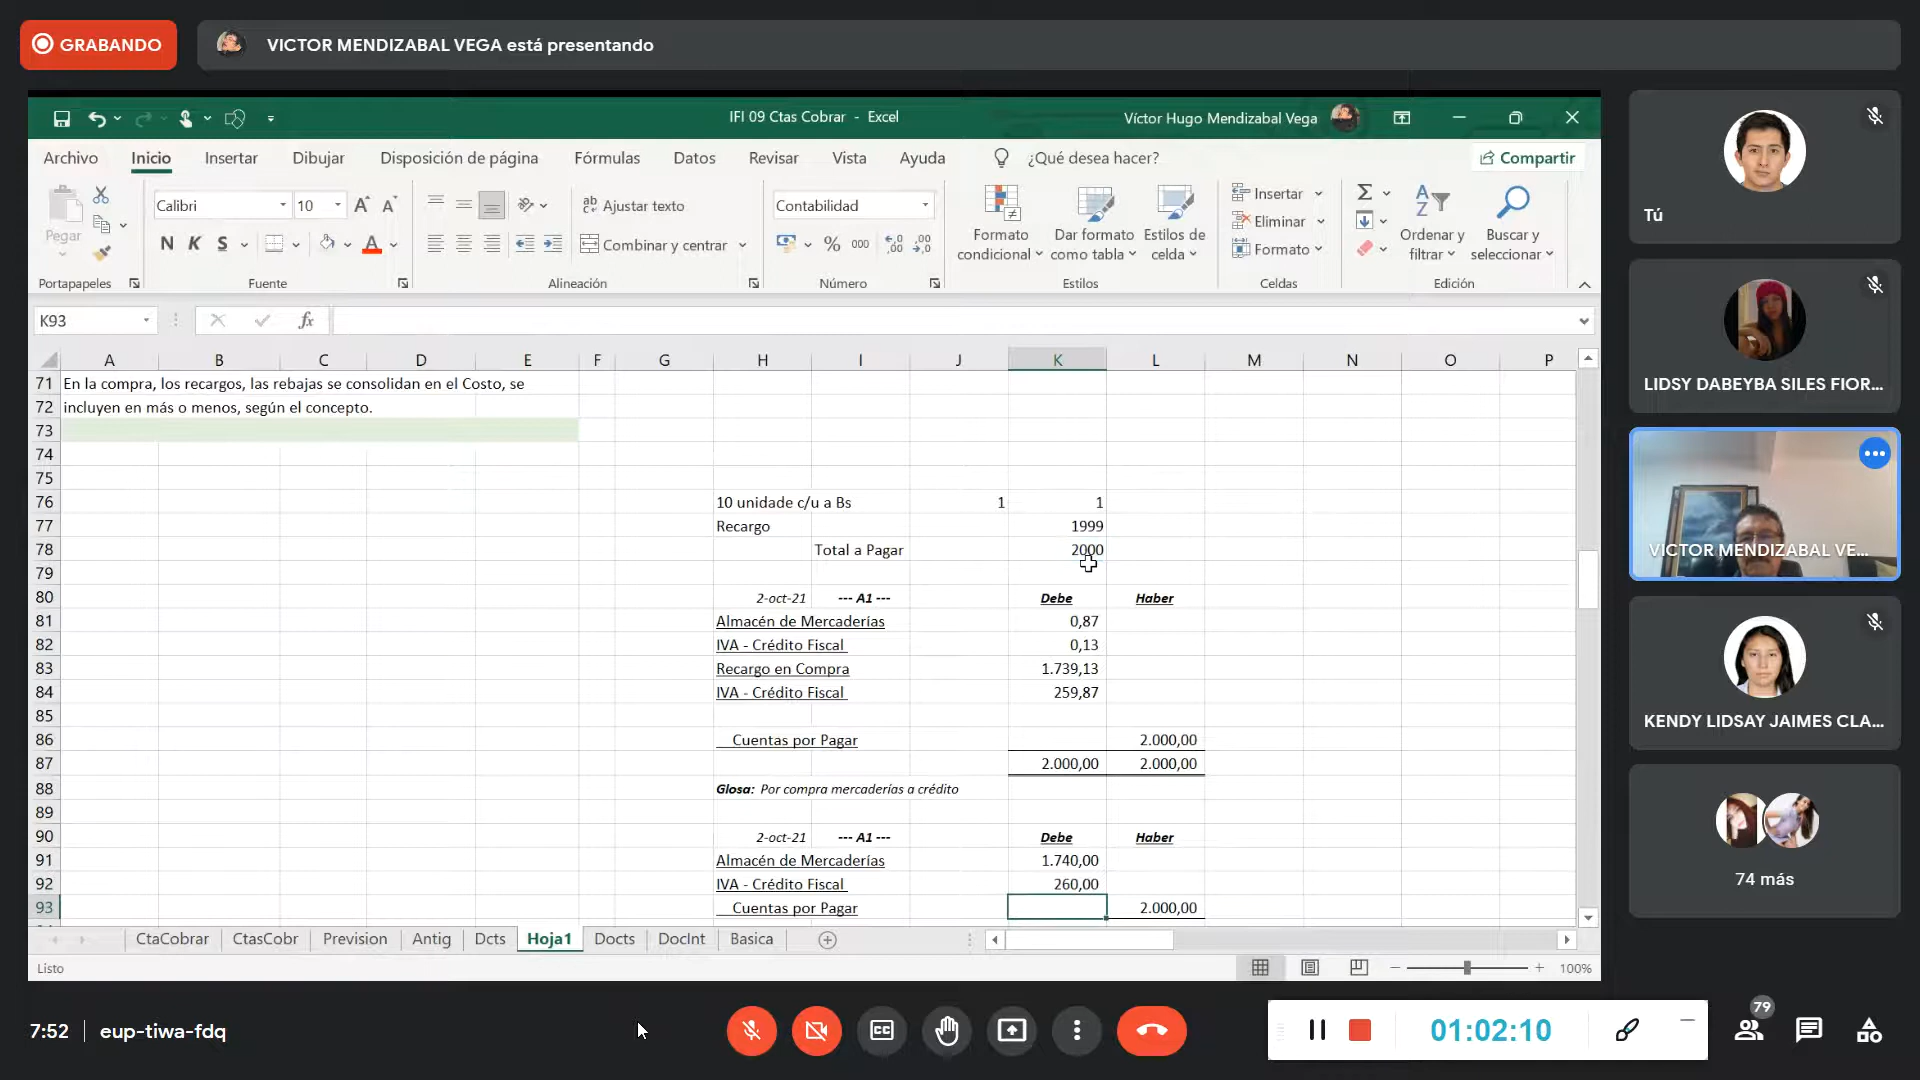 GRABANDO
VICTOR MENDIZABAL VEGA está presentando
IFI 09 Ctas Cobrar - Excel
Víctor Hugo Mendizabal Vega
Archivo Inicio Insertar Dibujar Disposición de página Fórmulas Datos Revisar Vista Ayuda ¿Qué desea hacer? Compartir
Pegar
Calibri 10 A A
N K S A
ab c Ajustar texto
Combinar y centrar
Contabilidad
% 000 ,00 ,00
Formato condicional
Dar formato como tabla
Estilos de celda
Insertar
Eliminar
Formato
Σ
Ordenar y filtrar
Buscar y seleccionar
Portapapeles Fuente Alineación Número Estilos Celdas Edición
K93 fx
A B C D E F G H I J K L M N O P
71 En la compra, los recargos, las rebajas se consolidan en el Costo, se
72 incluyen en más o menos, según el concepto.
73
74
75
76 10 unidade c/u a Bs 1 1
77 Recargo 1999
78 Total a Pagar 2000
79
80 2-oct-21 --- A1 --- Debe Haber
81 Almacén de Mercaderías 0,87
82 IVA - Crédito Fiscal 0,13
83 Recargo en Compra 1.739,13
84 IVA - Crédito Fiscal 259,87
85
86 Cuentas por Pagar 2.000,00
87 2.000,00 2.000,00
88 Glosa: Por compra mercaderías a crédito
89
90 2-oct-21 --- A1 --- Debe Haber
91 Almacén de Mercaderías 1.740,00
92 IVA - Crédito Fiscal 260,00
93 Cuentas por Pagar 2.000,00
CtaCobrar CtasCobr Prevision Antig Dcts Hoja1 Docts DocInt Basica
Listo
100%
Tú
LIDSY DABEYBA SILES FIOR...
VICTOR MENDIZABAL VE...
KENDY LIDSAY JAIMES CLA...
74 más
7:52 eup-tiwa-fdq
CC
01:02:10
79